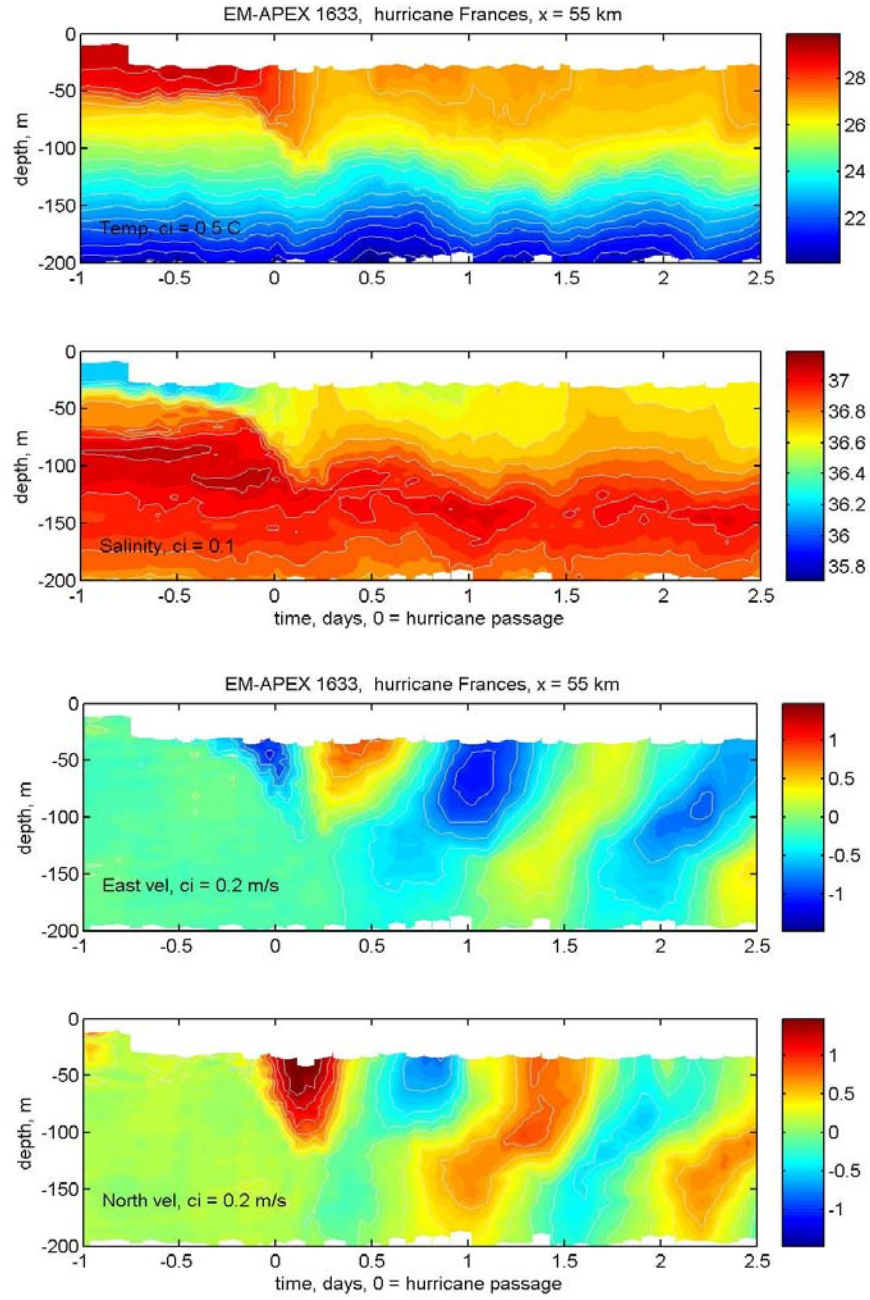 EM-APEX 1633,  hurricane Frances, x = 55 km
0
-50
-100
-150
-200
depth, m
Temp, ci = 0.5 C
-1 -0.5 0 0.5 1 1.5 2 2.5
28
26
24
22
0
-50
-100
-150
-200
depth, m
Salinity, ci = 0.1
-1 -0.5 0 0.5 1 1.5 2 2.5
time, days, 0 = hurricane passage
37
36.8
36.6
36.4
36.2
36
35.8
EM-APEX 1633,  hurricane Frances, x = 55 km
0
-50
-100
-150
-200
depth, m
East vel, ci = 0.2 m/s
-1 -0.5 0 0.5 1 1.5 2 2.5
1
0.5
0
-0.5
-1
0
-50
-100
-150
-200
depth, m
North vel, ci = 0.2 m/s
-1 -0.5 0 0.5 1 1.5 2 2.5
time, days, 0 = hurricane passage
1
0.5
0
-0.5
-1